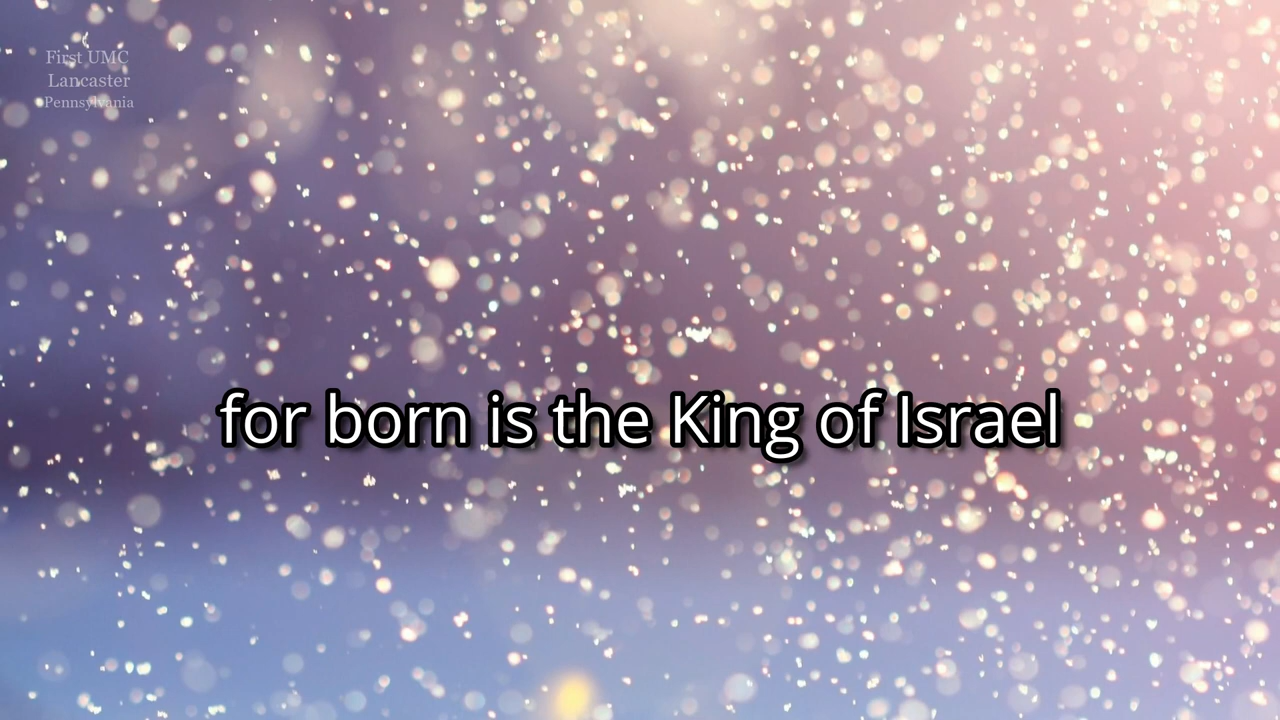 First UMC
Lancaster
Pennsylvania
for born is the King of Israel